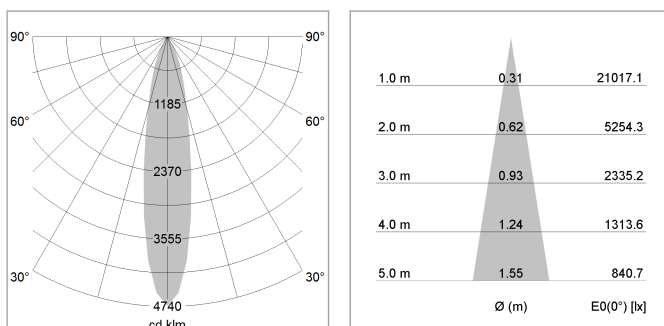 90° 90°
1185
60° 60°
2370
3555
30° 30°
4740
cd klm
1.0 m 0.31 21017.1
2.0 m 0.62 5254.3
3.0 m 0.93 2335.2
4.0 m 1.24 1313.6
5.0 m 1.55 840.7
Ø (m) E0(0°) [lx]